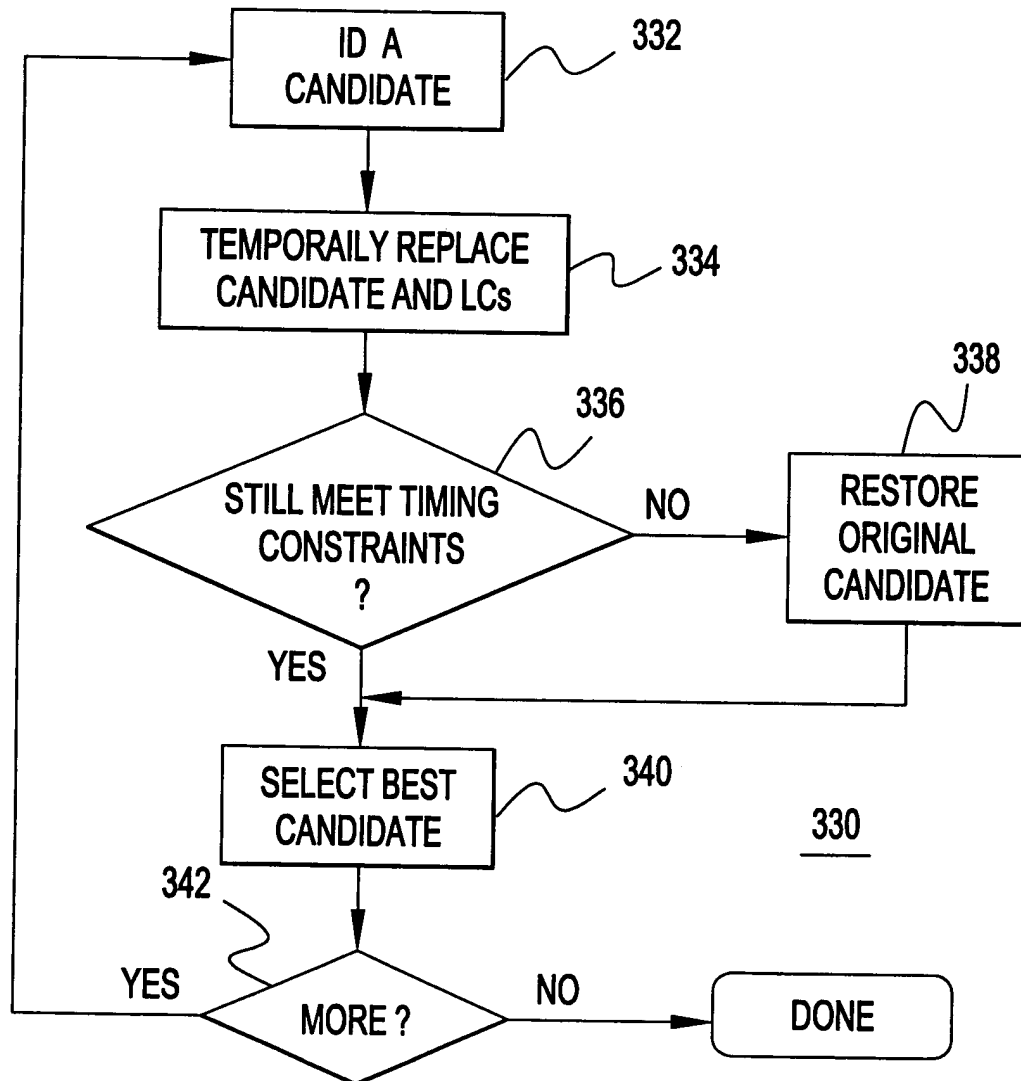 ID A
CANDIDATE
332
TEMPORAILY REPLACE
CANDIDATE AND LCs
334
336
STILL MEET TIMING
CONSTRAINTS
?
NO
338
RESTORE
ORIGINAL
CANDIDATE
YES
SELECT BEST
CANDIDATE
340
330
342
YES
MORE ?
NO
DONE